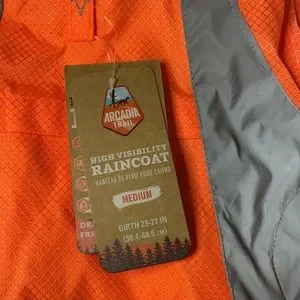 ARCADIA
TRAIL
HIGH VISIBILITY
RAINCOAT
MANTEAU DE PLUIE POUR CHIENS
MEDIUM
GIRTH 23-27 IN
(58.4-68.5 CM)